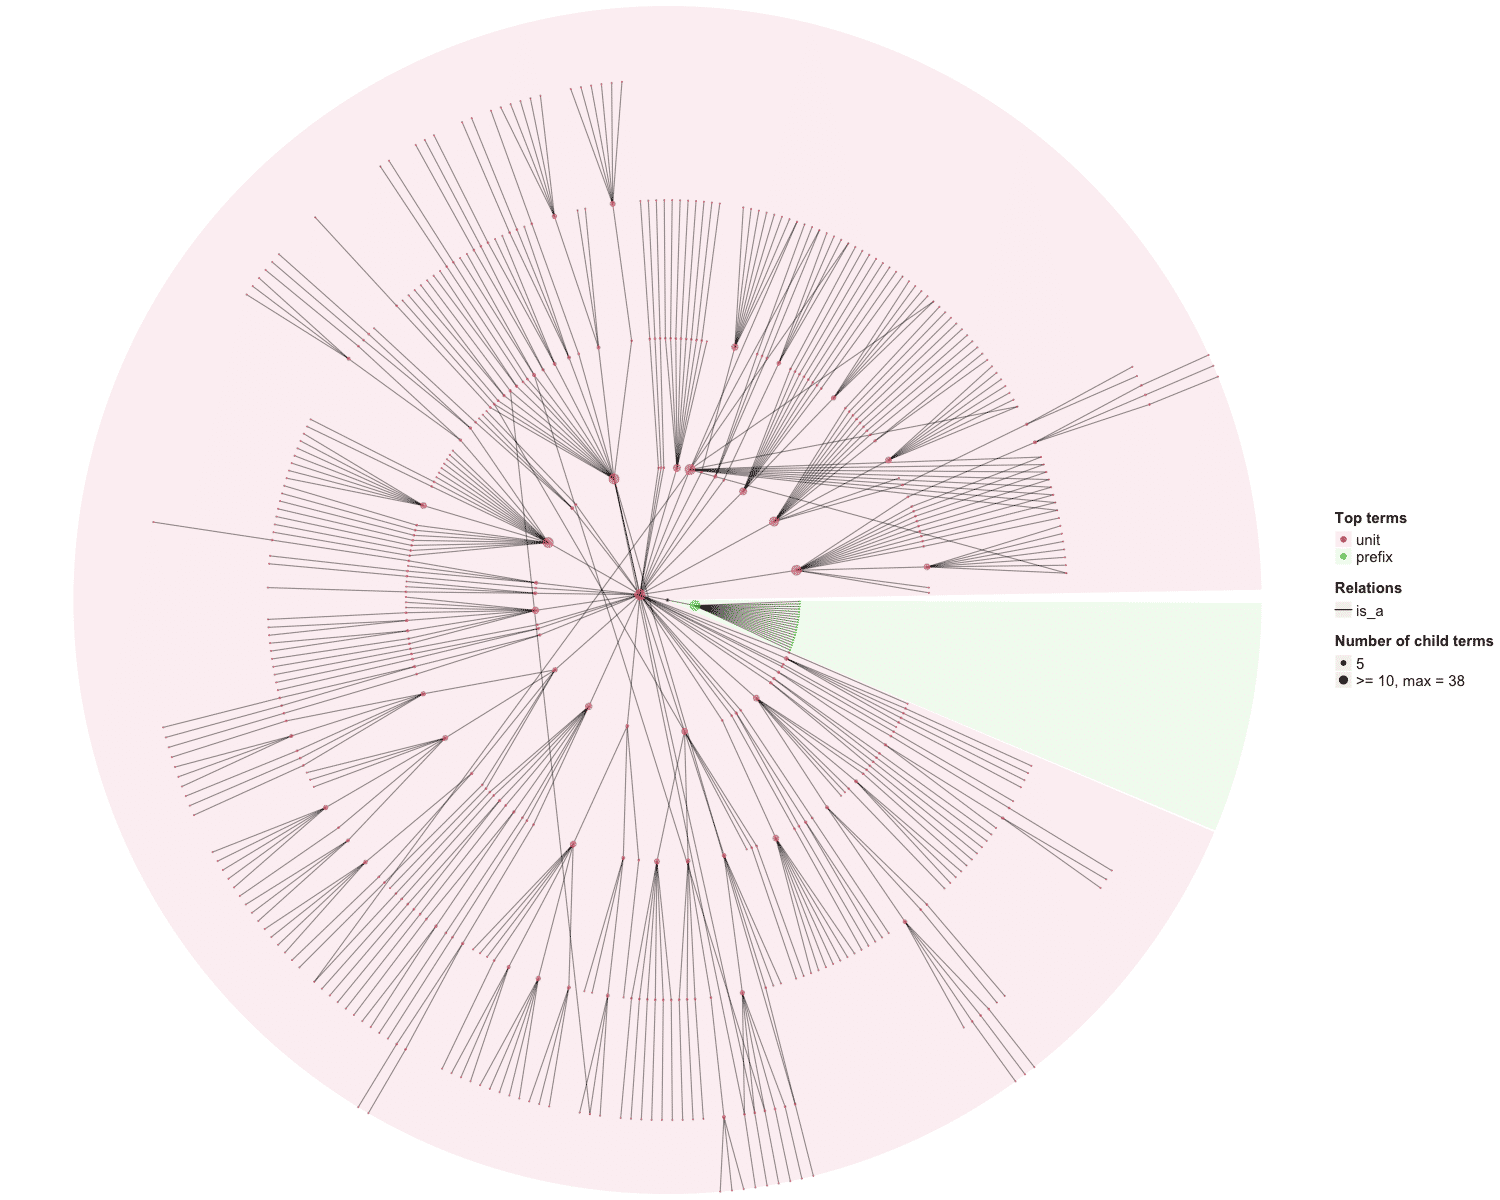 Top terms
unit
prefix
Relations
is_a
Number of child terms
5
>= 10, max = 38